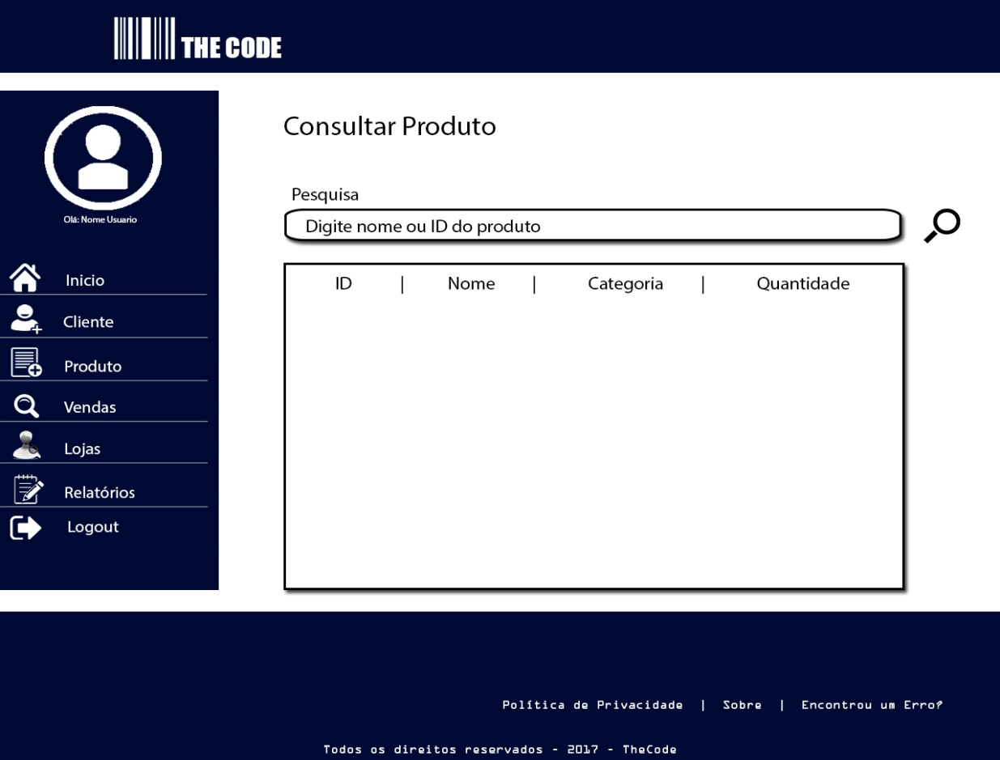 THE CODE
Olá: Nome Usuario
Inicio
Cliente
Produto
Vendas
Lojas
Relatórios
Logout
Consultar Produto
Pesquisa
Digite nome ou ID do produto
ID | Nome | Categoria | Quantidade
Política de Privacidade | Sobre | Encontrou um Erro?
Todos os direitos reservados - 2017 - TheCode